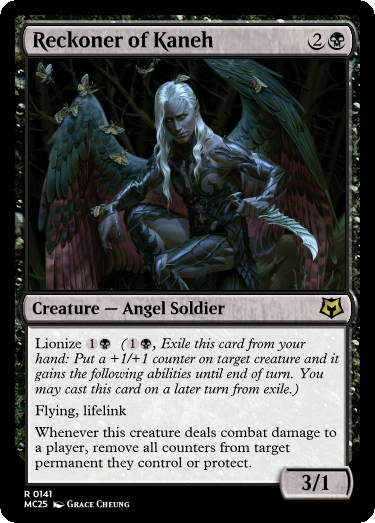 Reckoner of Kaneh 2
Creature — Angel Soldier
Lionize 1 (1, Exile this card from your
hand: Put a +1/+1 counter on target creature and it
gains the following abilities until end of turn. You
may cast this card on a later turn from exile.)
Flying, lifelink
Whenever this creature deals combat damage to
a player, remove all counters from target
permanent they control or protect.
3/1
R 0141
MC25 Grace Cheung